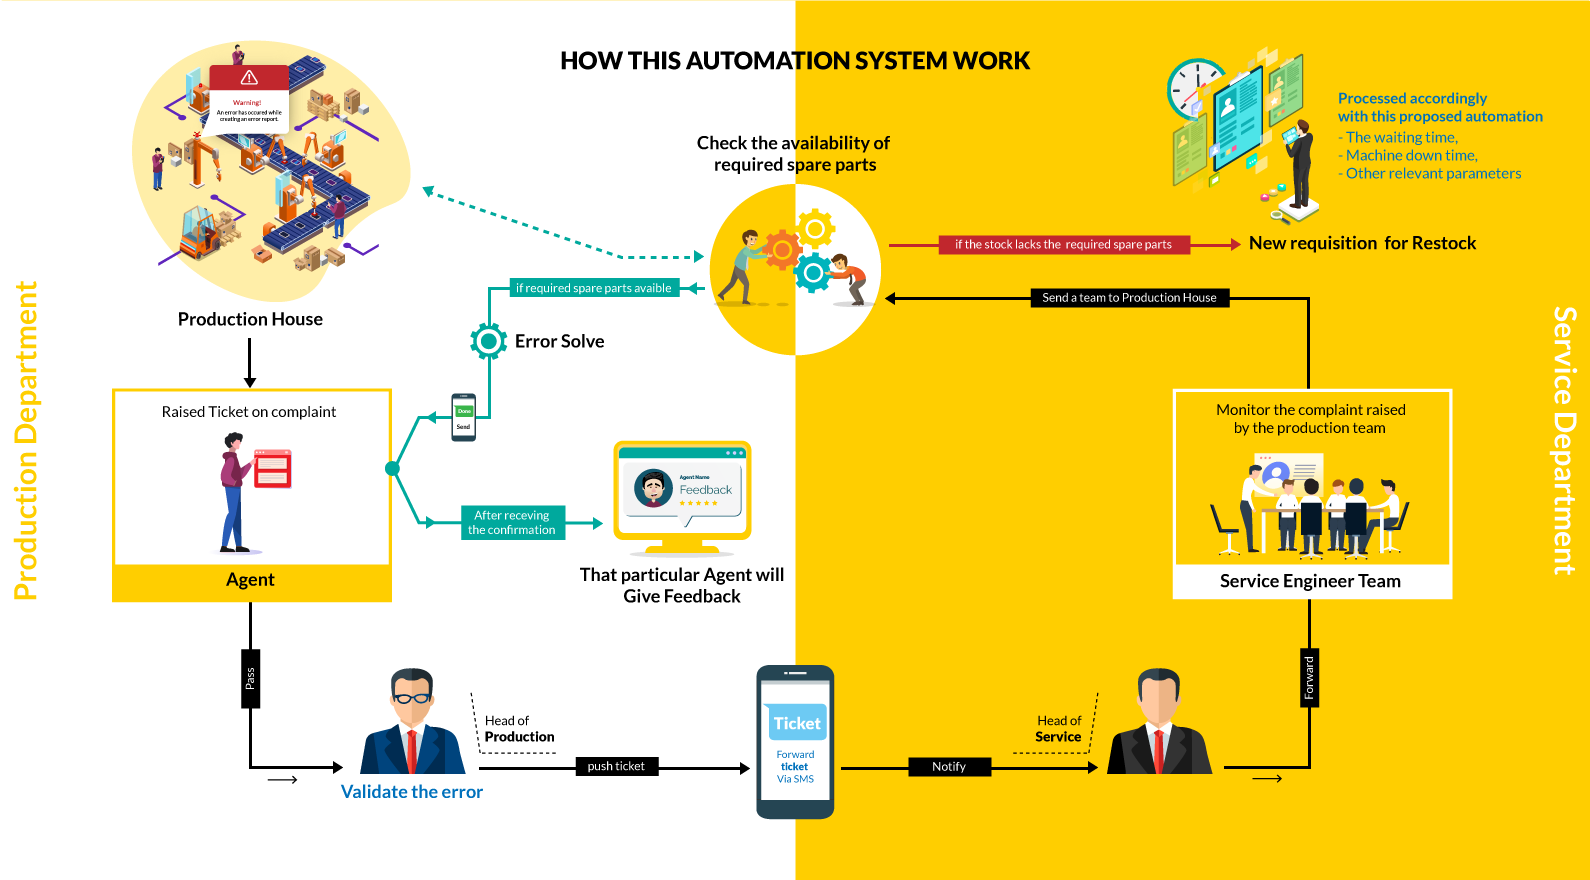 HOW THIS AUTOMATION SYSTEM WORK
Warning!
An error has occured while
creating an error report.
Production House
Check the availability of
required spare parts
Processed accordingly
with this proposed automation
- The waiting time,
- Machine down time,
- Other relevant parameters
if the stock lacks the required spare parts
New requisition for Restock
Send a team to Production House
if required spare parts avaible
Error Solve
Done
Send
Production Department
Service Department
Raised Ticket on complaint
Agent
After receving
the confirmation
Agent Name
Feedback
That particular Agent will
Give Feedback
Monitor the complaint raised
by the production team
Service Engineer Team
Pass
Validate the error
Head of
Production
push ticket
Ticket
Forward
ticket
Via SMS
Notify
Head of
Service
Forward